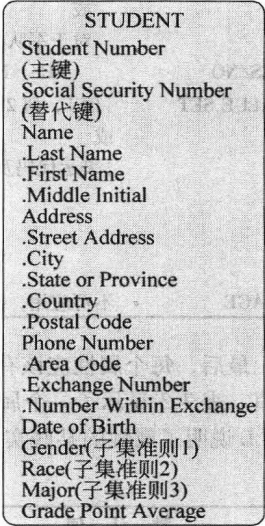 STUDENT
Student Number
(主键)
Social Security Number
(替代键)
Name
.Last Name
.First Name
.Middle Initial
Address
.Street Address
.City
.State or Province
.Country
.Postal Code
Phone Number
.Area Code
.Exchange Number
.Number Within Exchange
Date of Birth
Gender(子集准则1)
Race(子集准则2)
Major(子集准则3)
Grade Point Average